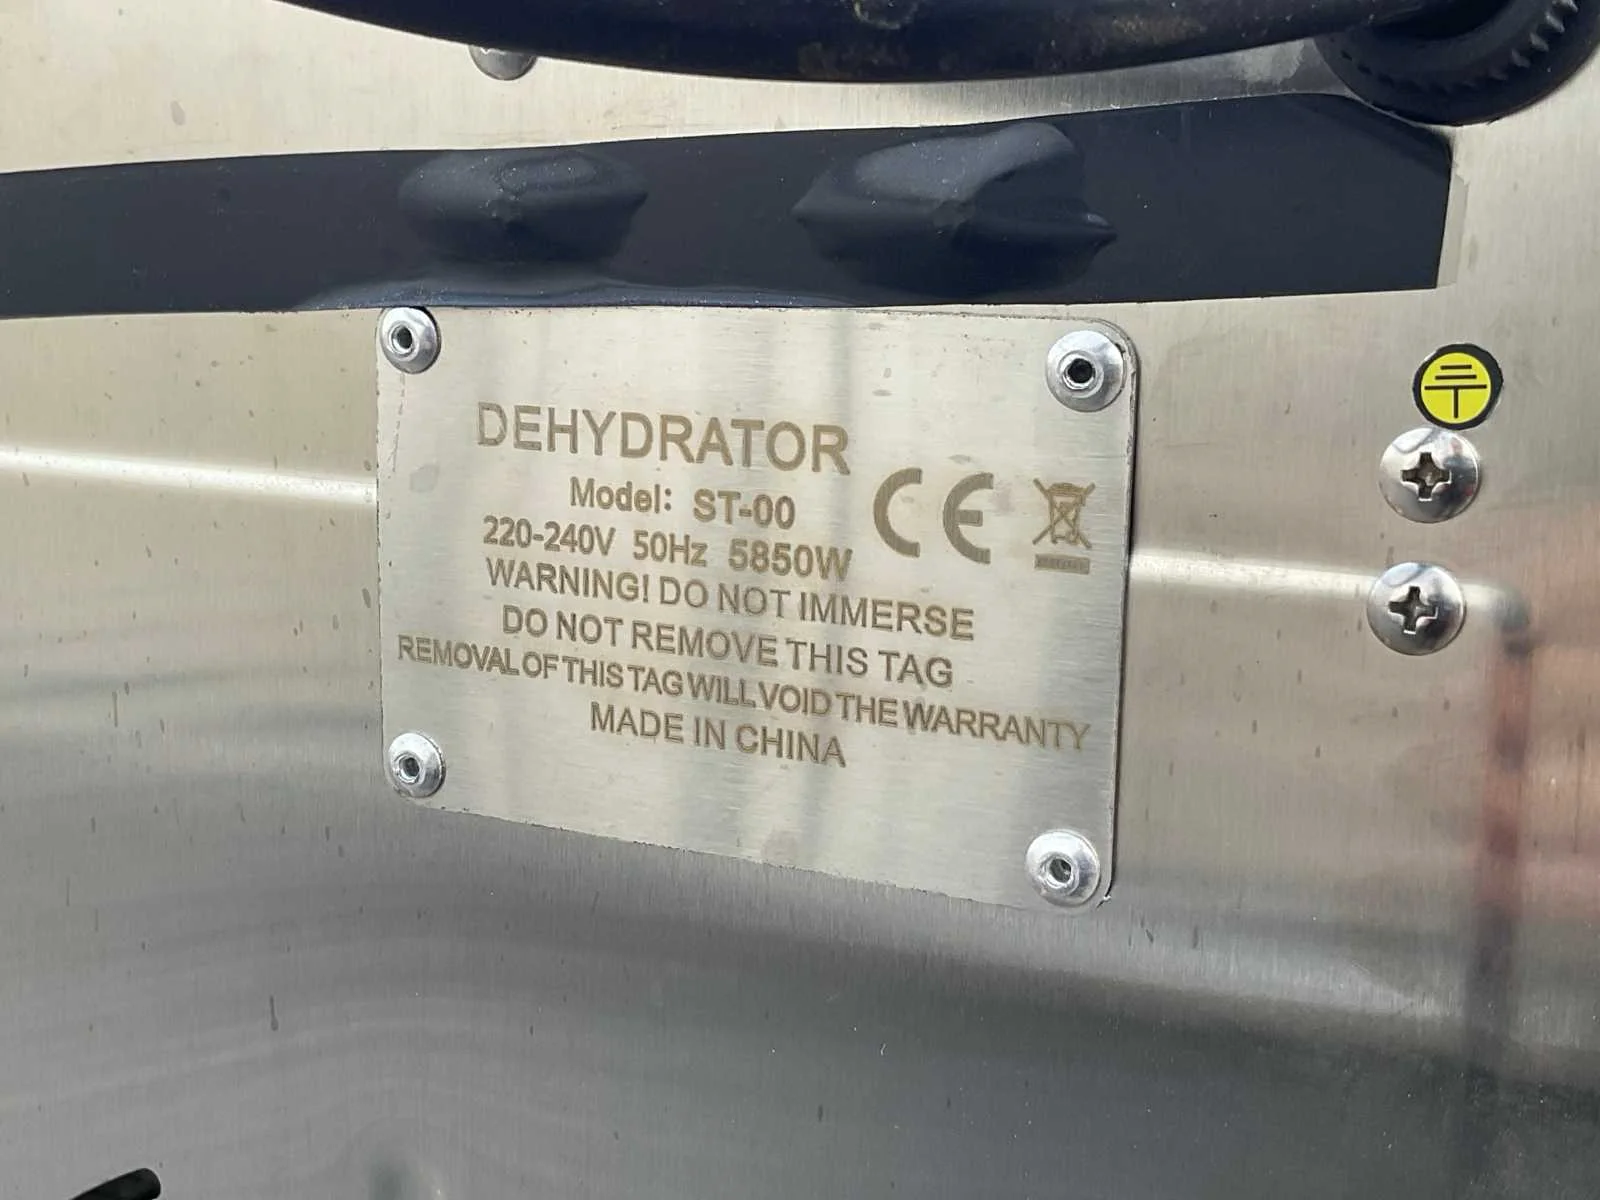 DEHYDRATOR
Model: ST-00
220-240V 50Hz 5850W
CE
WARNING! DO NOT IMMERSE
DO NOT REMOVE THIS TAG
REMOVAL OF THIS TAG WILL VOID THE WARRANTY
MADE IN CHINA